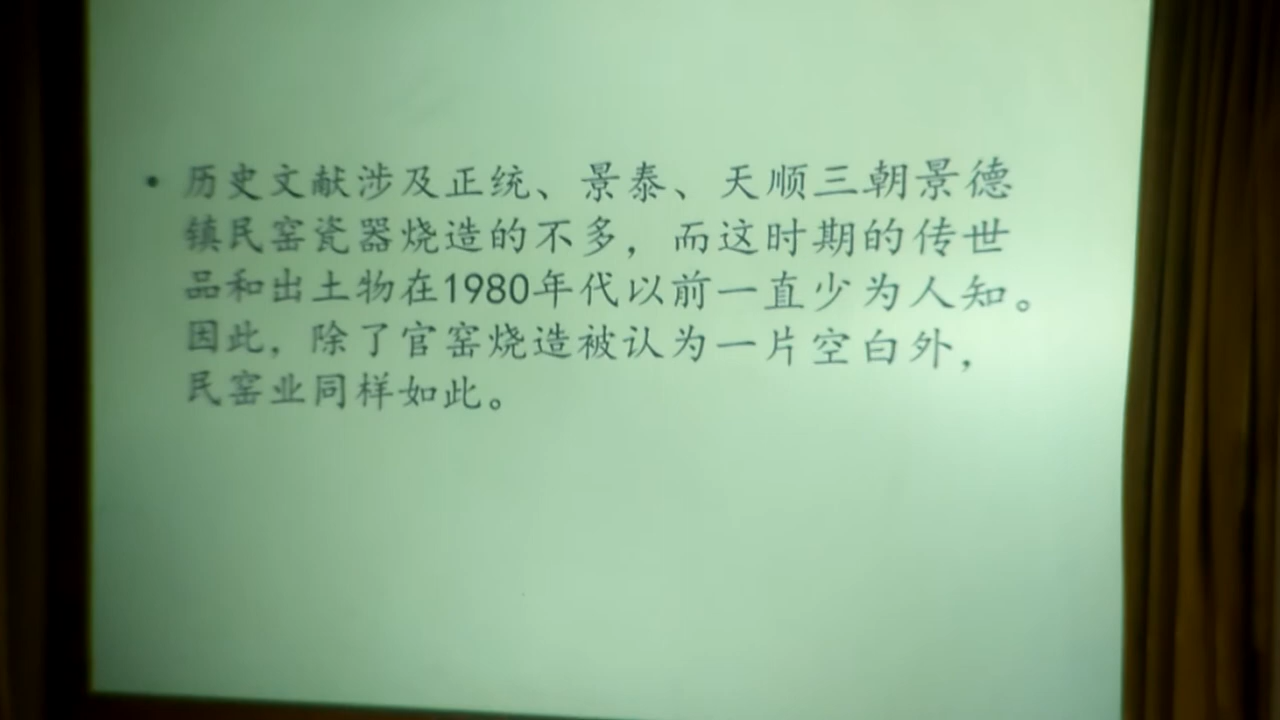 • 历史文献涉及正统、景泰、天顺三朝景德
镇民窑瓷器烧造的不多，而这时期的传世
品和出土物在1980年代以前一直少为人知。
因此，除了官窑烧造被认为一片空白外，
民窑业同样如此。